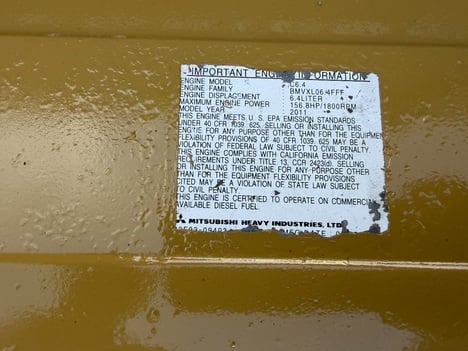 IMPORTANT ENGINE INFORMATION
ENGINE MODEL C6.4
ENGINE FAMILY BMVXL06.4FFF
ENGINE DISPLACEMENT 6.4LITER
MAXIMUM ENGINE POWER 156.8HP/1800RPM
MODEL YEAR 2011
THIS ENGINE MEETS U. S. EPA EMISSION STANDARDS
UNDER 40 CFR 1039. 625, SELLING OR INSTALLING THIS
ENGINE FOR ANY PURPOSE OTHER THAN FOR THE EQUIPMEN
FLEXIBILITY PROVISIONS OF 40 CFR 1039. 625 MAY BE A
VIOLATION OF FEDERAL LAW SUBJECT TO CIVIL PENALTY.
THIS ENGINE COMPLIES WITH CALIFORNIA EMISSION
REQUIREMENTS UNDER TITLE 13, CCR 2423(d). SELLING
OR INSTALLING THIS ENGINE FOR ANY PURPOSE OTHER
THAN FOR THE EQUIPMENT FLEXIBILITY PROVISIONS
CITED MAY BE A VIOLATION OF STATE LAW SUBJECT
TO CIVIL PENALTY.
THIS ENGINE IS CERTIFIED TO OPERATE ON COMMERCIAL
AVAILABLE DIESEL FUEL.
MITSUBISHI HEAVY INDUSTRIES, LTD